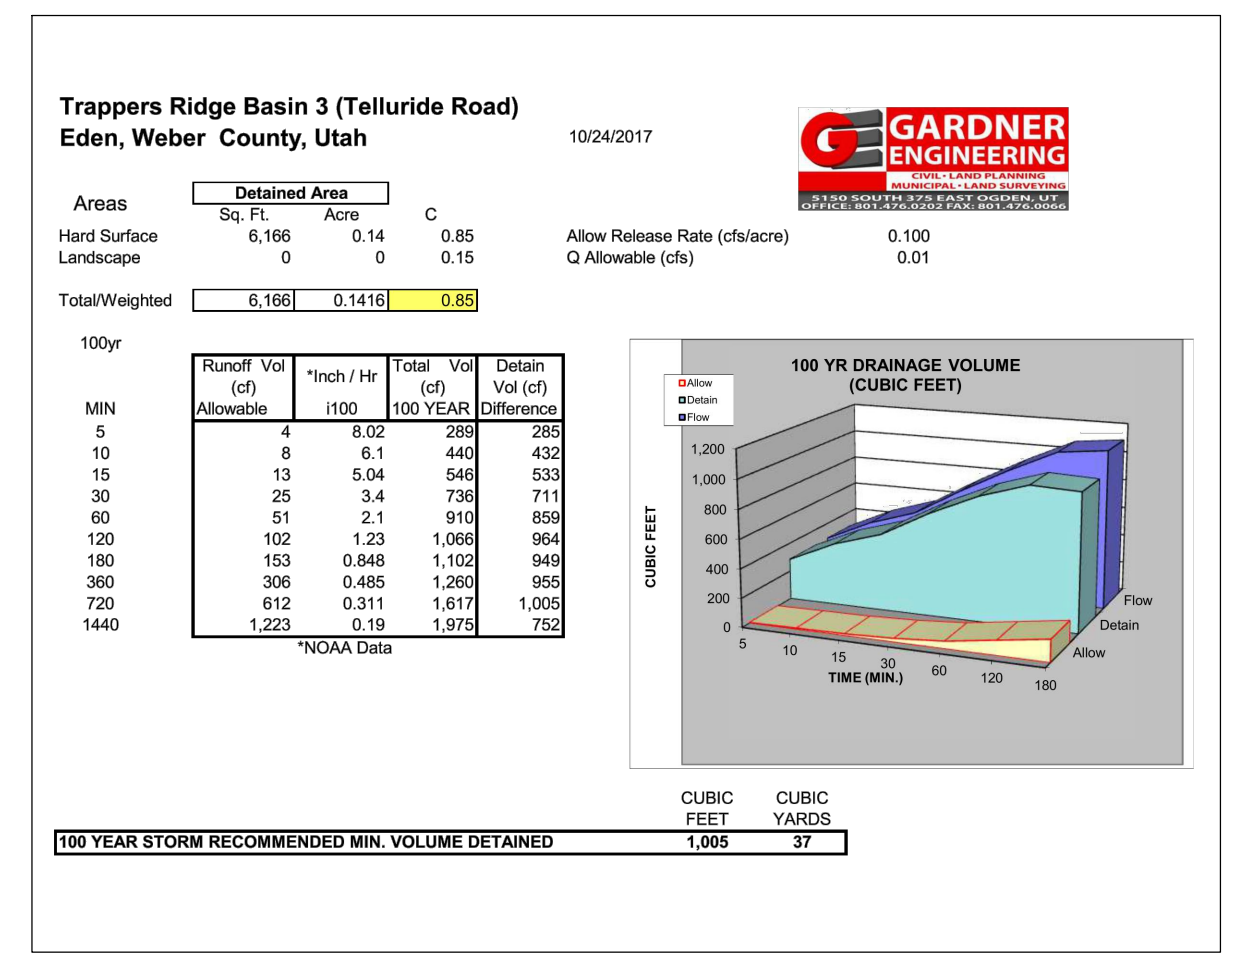 Trappers Ridge Basin 3 (Telluride Road)
Eden, Weber County, Utah
10/24/2017
GARDNER
ENGINEERING
CIVIL • LAND PLANNING
MUNICIPAL • LAND SURVEYING
5150 SOUTH 375 EAST OGDEN, UT
OFFICE: 801.476.0202 FAX: 801.476.0066
Areas
Detained Area
Sq. Ft. Acre C
Hard Surface 6,166 0.14 0.85
Landscape 0 0 0.15
Total/Weighted 6,166 0.1416 0.85
Allow Release Rate (cfs/acre) 0.100
Q Allowable (cfs) 0.01
100yr
Runoff Vol *Inch / Hr Total Vol Detain
(cf) (cf) Vol (cf)
MIN Allowable i100 100 YEAR Difference
5 4 8.02 289 285
10 8 6.1 440 432
15 13 5.04 546 533
30 25 3.4 736 711
60 51 2.1 910 859
120 102 1.23 1,066 964
180 153 0.848 1,102 949
360 306 0.485 1,260 955
720 612 0.311 1,617 1,005
1440 1,223 0.19 1,975 752
*NOAA Data
100 YR DRAINAGE VOLUME
(CUBIC FEET)
Allow
Detain
Flow
1,200
1,000
800
600
400
200
0
CUBIC FEET
5 10 15 30 60 120 180
TIME (MIN.)
Flow
Detain
Allow
CUBIC CUBIC
FEET YARDS
100 YEAR STORM RECOMMENDED MIN. VOLUME DETAINED 1,005 37